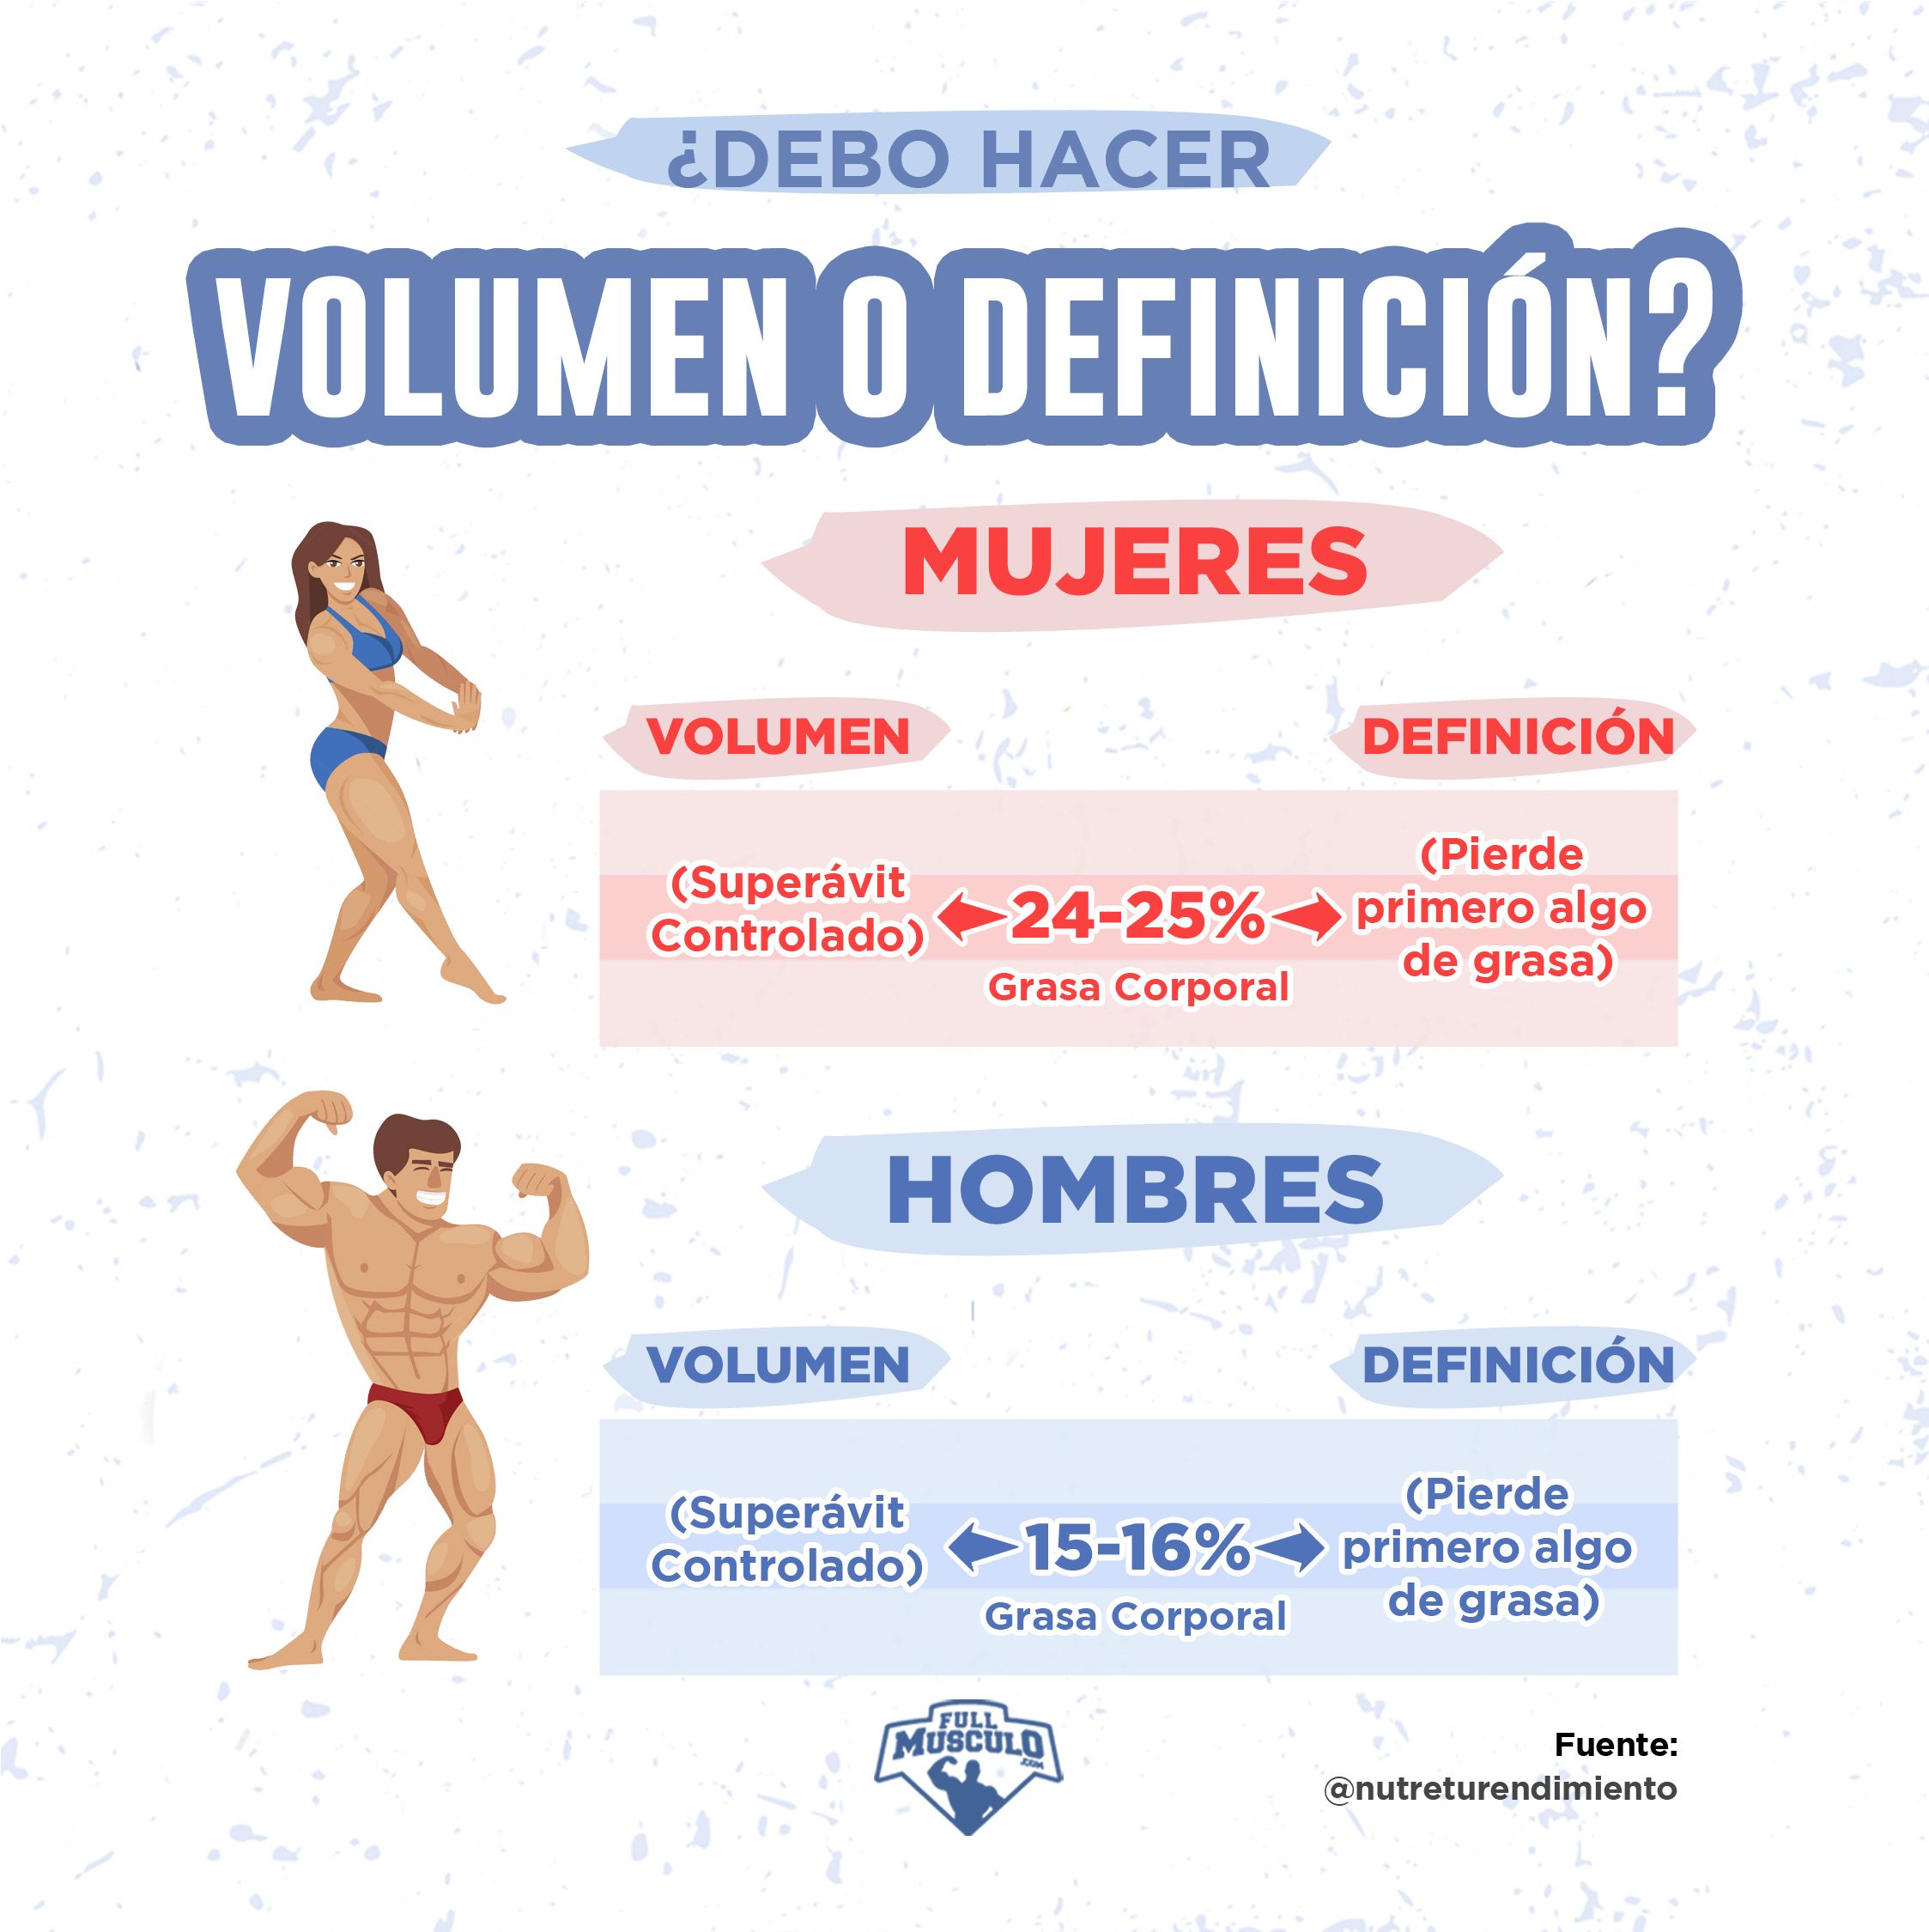 ¿DEBO HACER
VOLUMEN O DEFINICIÓN?
MUJERES
VOLUMEN
DEFINICIÓN
(Superávit
Controlado)
24-25%
Grasa Corporal
(Pierde
primero algo
de grasa)
HOMBRES
VOLUMEN
DEFINICIÓN
(Superávit
Controlado)
15-16%
Grasa Corporal
(Pierde
primero algo
de grasa)
FULL
MUSCULO
.COM
Fuente:
@nutreturendimiento